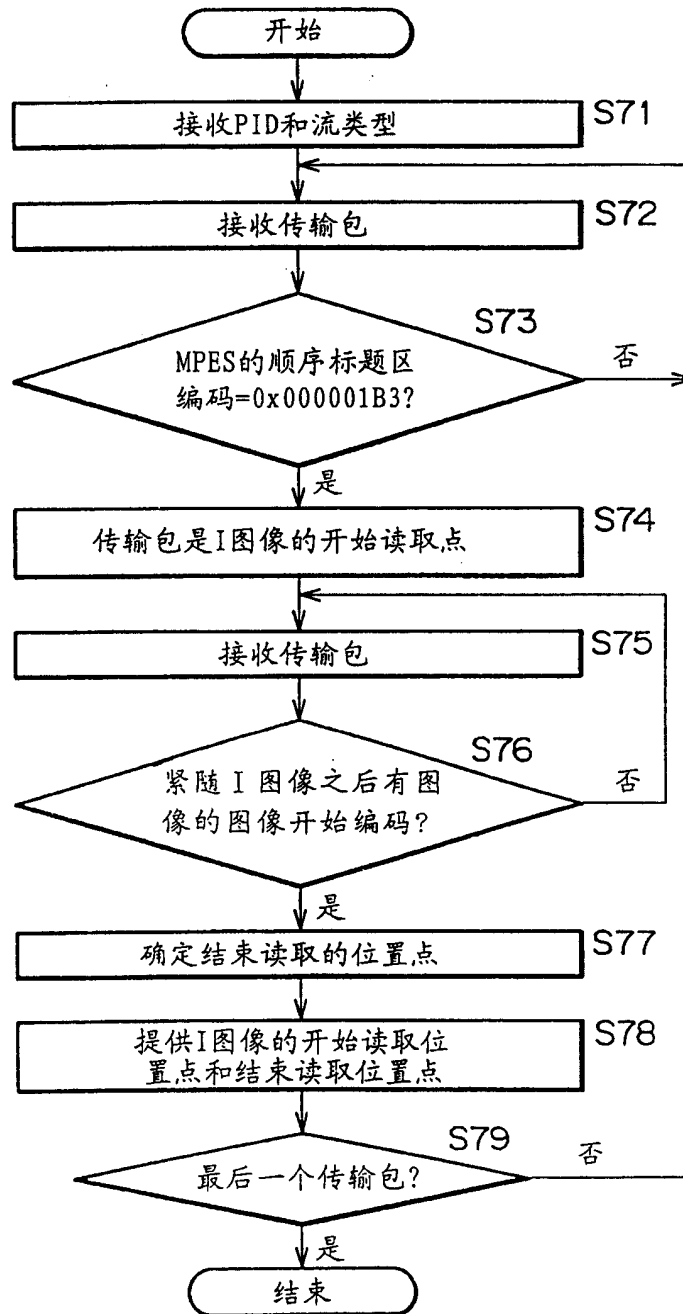 开始
接收PID和流类型
S71
接收传输包
S72
S73
MPES的顺序标题区
编码=0x000001B3?
否
是
传输包是I图像的开始读取点
S74
接收传输包
S75
S76
紧随I图像之后有图
像的图像开始编码?
否
是
确定结束读取的位置点
S77
提供I图像的开始读取位
置点和结束读取位置点
S78
S79
最后一个传输包?
否
是
结束